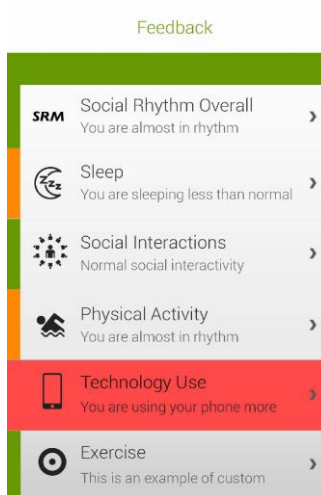 Feedback
SRM
Social Rhythm Overall
You are almost in rhythm
Zzz
Sleep
You are sleeping less than normal
Social Interactions
Normal social interactivity
Physical Activity
You are almost in rhythm
Technology Use
You are using your phone more
Exercise
This is an example of custom